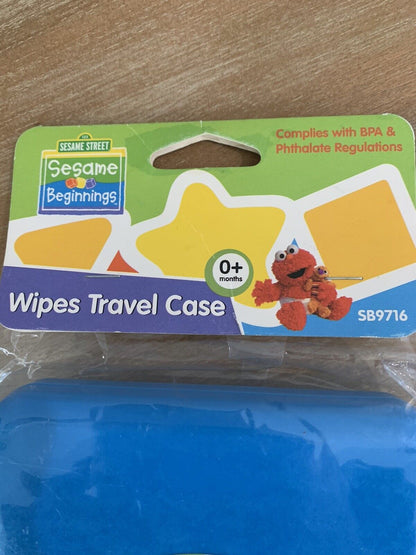 SESAME STREET
Sesame
Beginnings
Complies with BPA &
Phthalate Regulations
0+
months
Wipes Travel Case
SB9716